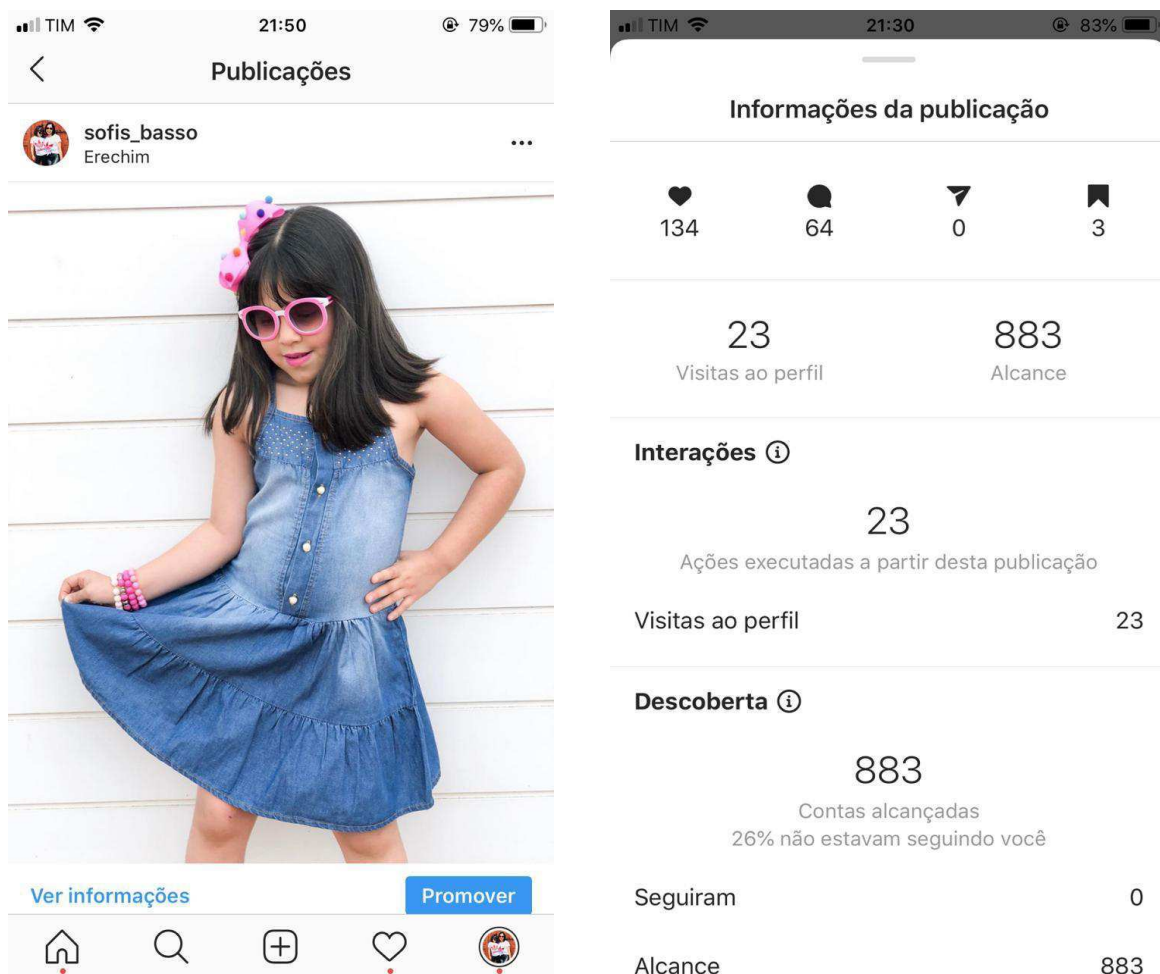 TIM 21:50 79%
Publicações
sofis_basso
Erechim
Ver informações
Promover
TIM 21:30 83%
Informações da publicação
134 64 0 3
23 883
Visitas ao perfil Alcance
Interações
23
Ações executadas a partir desta publicação
Visitas ao perfil 23
Descoberta
883
Contas alcançadas
26% não estavam seguindo você
Seguiram 0
Alcance 883